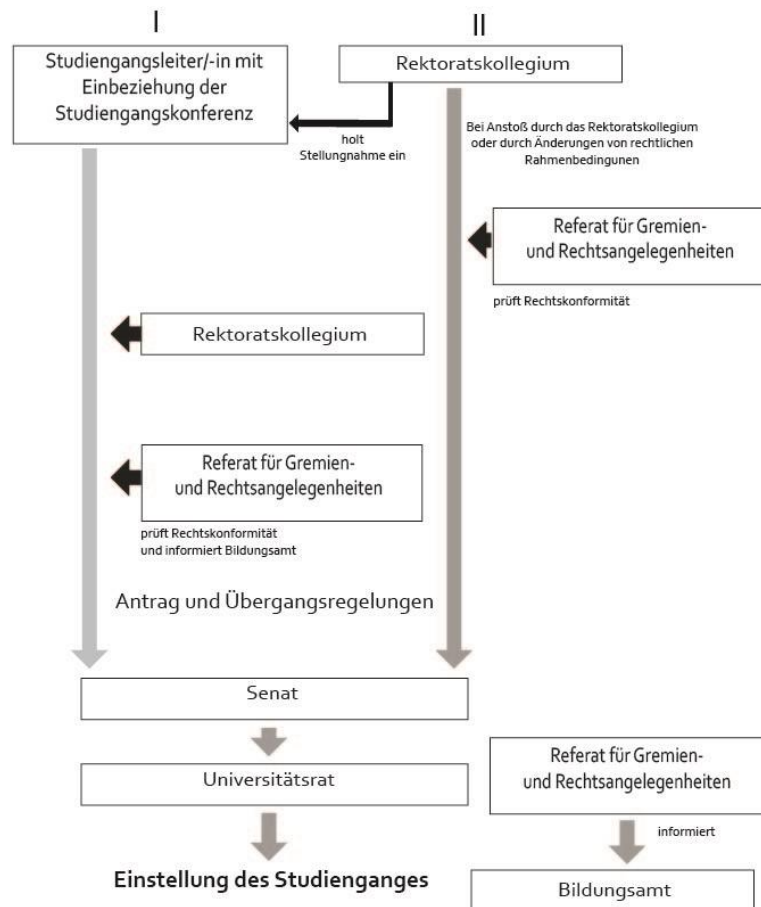 I
II
Studiengangsleiter/-in mit
Einbeziehung der
Studiengangskonferenz
Rektoratskollegium
holt
Stellungnahme ein
Bei Anstoß durch das Rektoratskollegium
oder durch Änderungen von rechtlichen
Rahmenbedingunen
Referat für Gremien-
und Rechtsangelegenheiten
prüft Rechtskonformität
Rektoratskollegium
Referat für Gremien-
und Rechtsangelegenheiten
prüft Rechtskonformität
und informiert Bildungsamt
Antrag und Übergangsregelungen
Senat
Universitätsrat
Referat für Gremien-
und Rechtsangelegenheiten
informiert
Einstellung des Studienganges
Bildungsamt